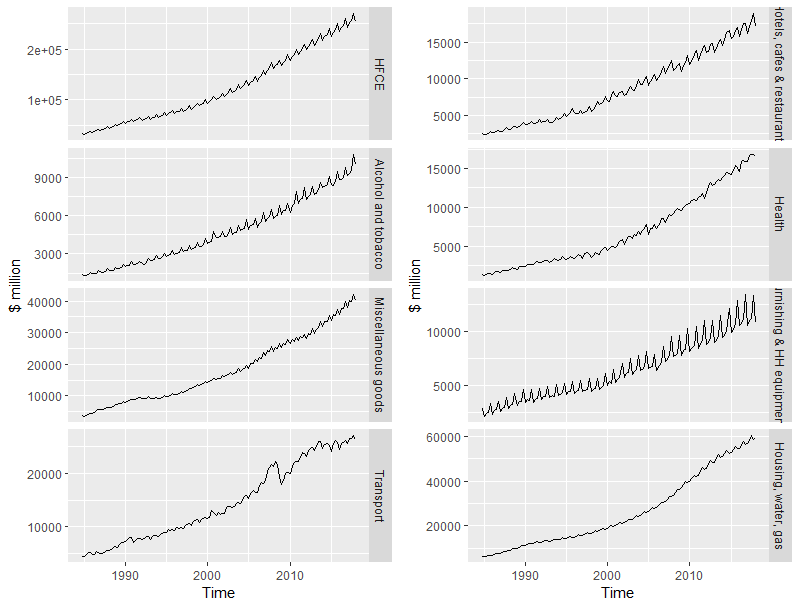 2e+05
1e+05
HFCE
9000
6000
3000
Alcohol and tobacco
40000
30000
20000
10000
Miscellaneous goods
20000
10000
Transport
$ million
1990 2000 2010
Time
15000
10000
5000
Hotels, cafes & restaurant
15000
10000
5000
Health
10000
5000
rnishing & HH equipmer
60000
40000
20000
Housing, water, gas
$ million
1990 2000 2010
Time